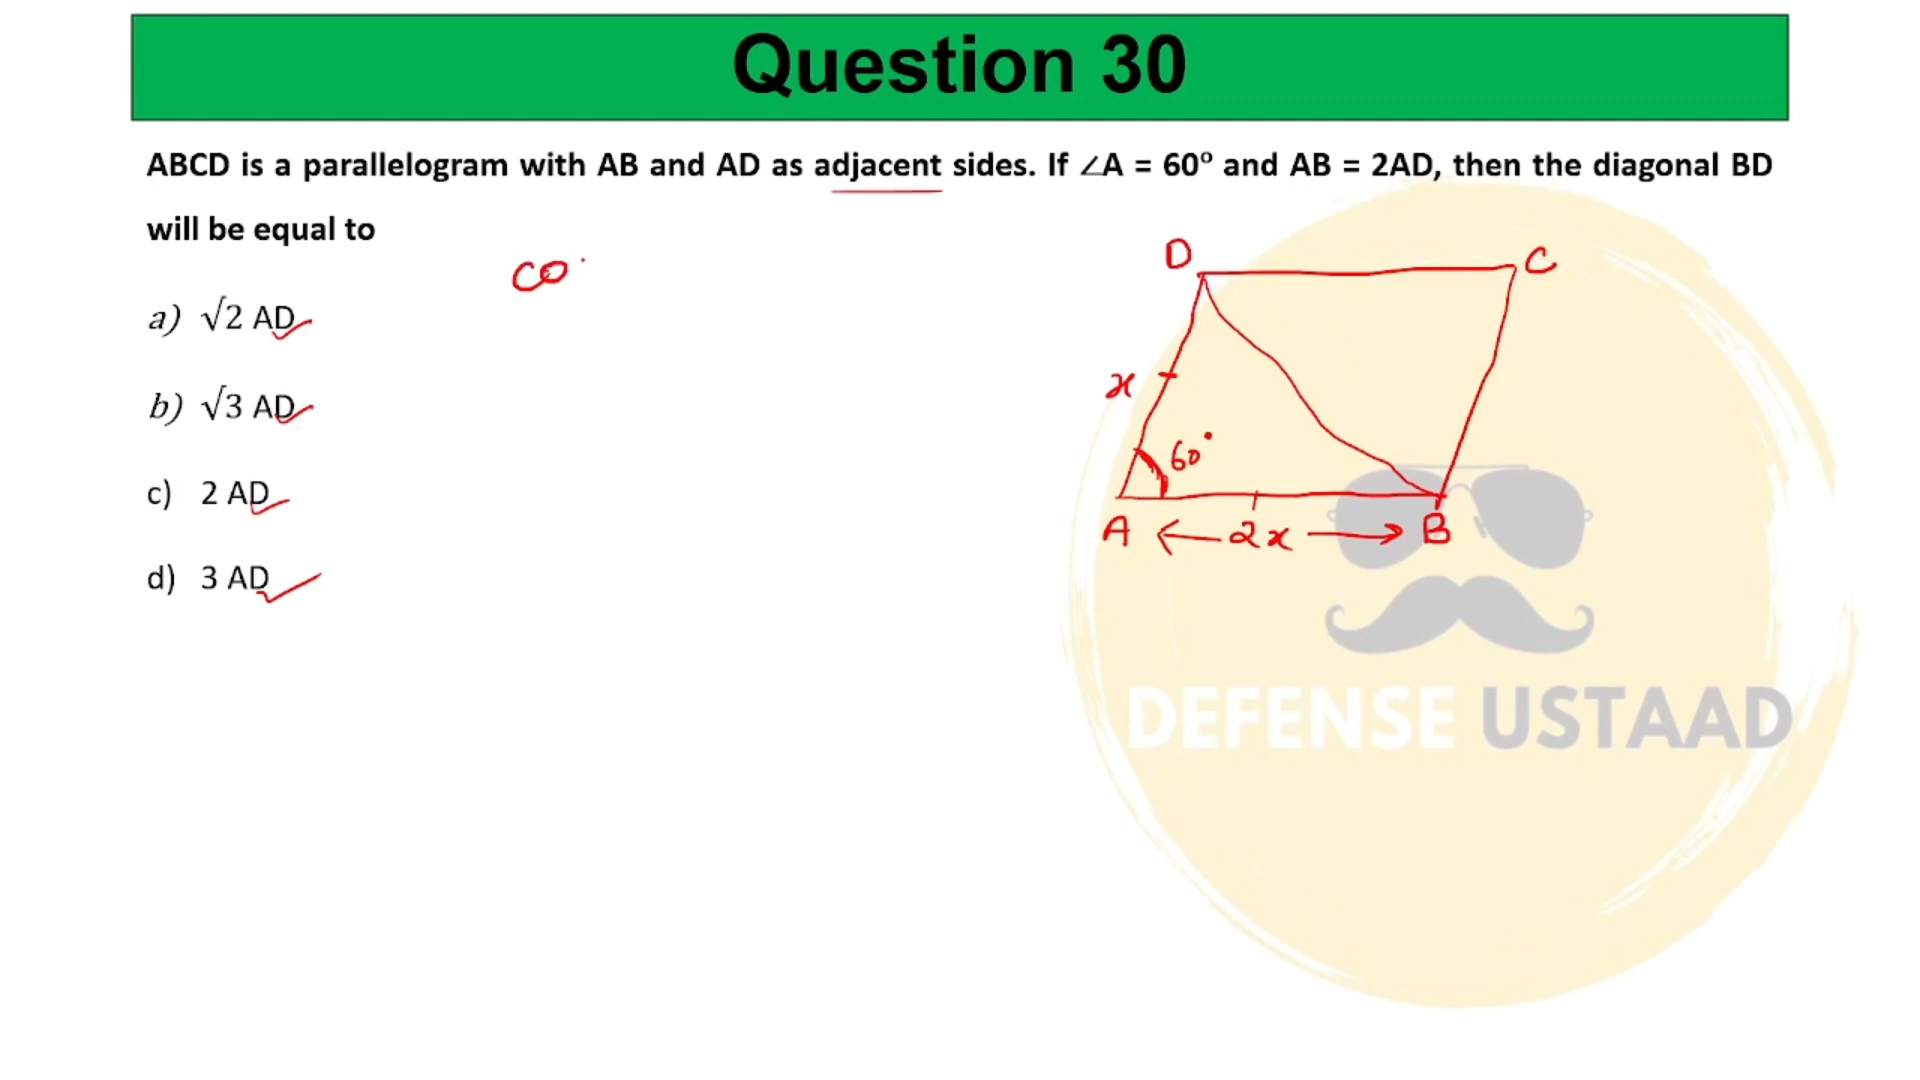 Question 30
ABCD is a parallelogram with AB and AD as adjacent sides. If ∠A = 60° and AB = 2AD, then the diagonal BD
will be equal to
co
a) √2 AD
b) √3 AD
c) 2 AD
d) 3 AD
D C
x
60°
A 2x B
DEFENSE USTAAD